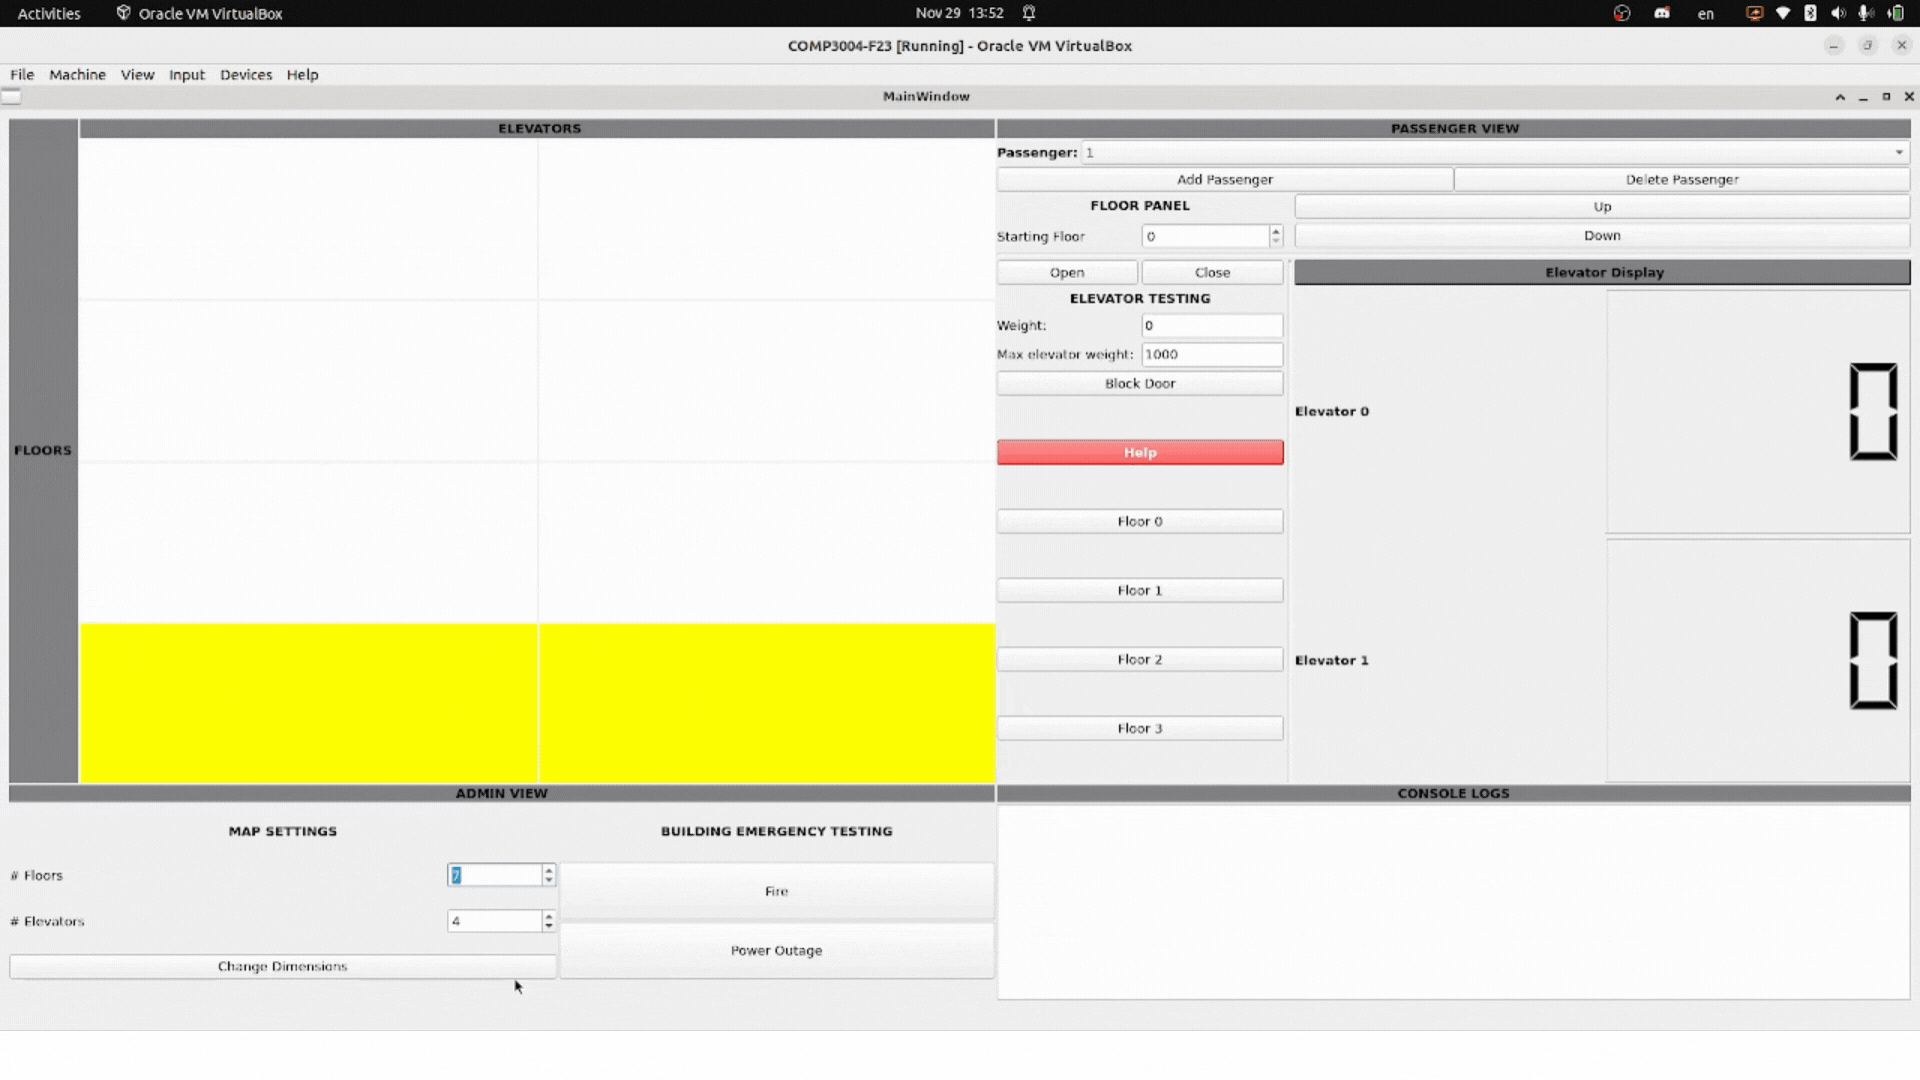 Activities Oracle VM VirtualBox Nov 29 13:52 en
COMP3004-F23 [Running] - Oracle VM VirtualBox
File Machine View Input Devices Help
MainWindow
ELEVATORS
FLOORS
PASSENGER VIEW
Passenger: 1
Add Passenger Delete Passenger
FLOOR PANEL Up
Starting Floor 0 Down
Open Close Elevator Display
ELEVATOR TESTING
Weight: 0
Max elevator weight: 1000
Block Door
Elevator 0 0
Help
Floor 0
Floor 1
Floor 2 Elevator 1 0
Floor 3
ADMIN VIEW
MAP SETTINGS
# Floors 7
# Elevators 4
Change Dimensions
BUILDING EMERGENCY TESTING
Fire
Power Outage
CONSOLE LOGS